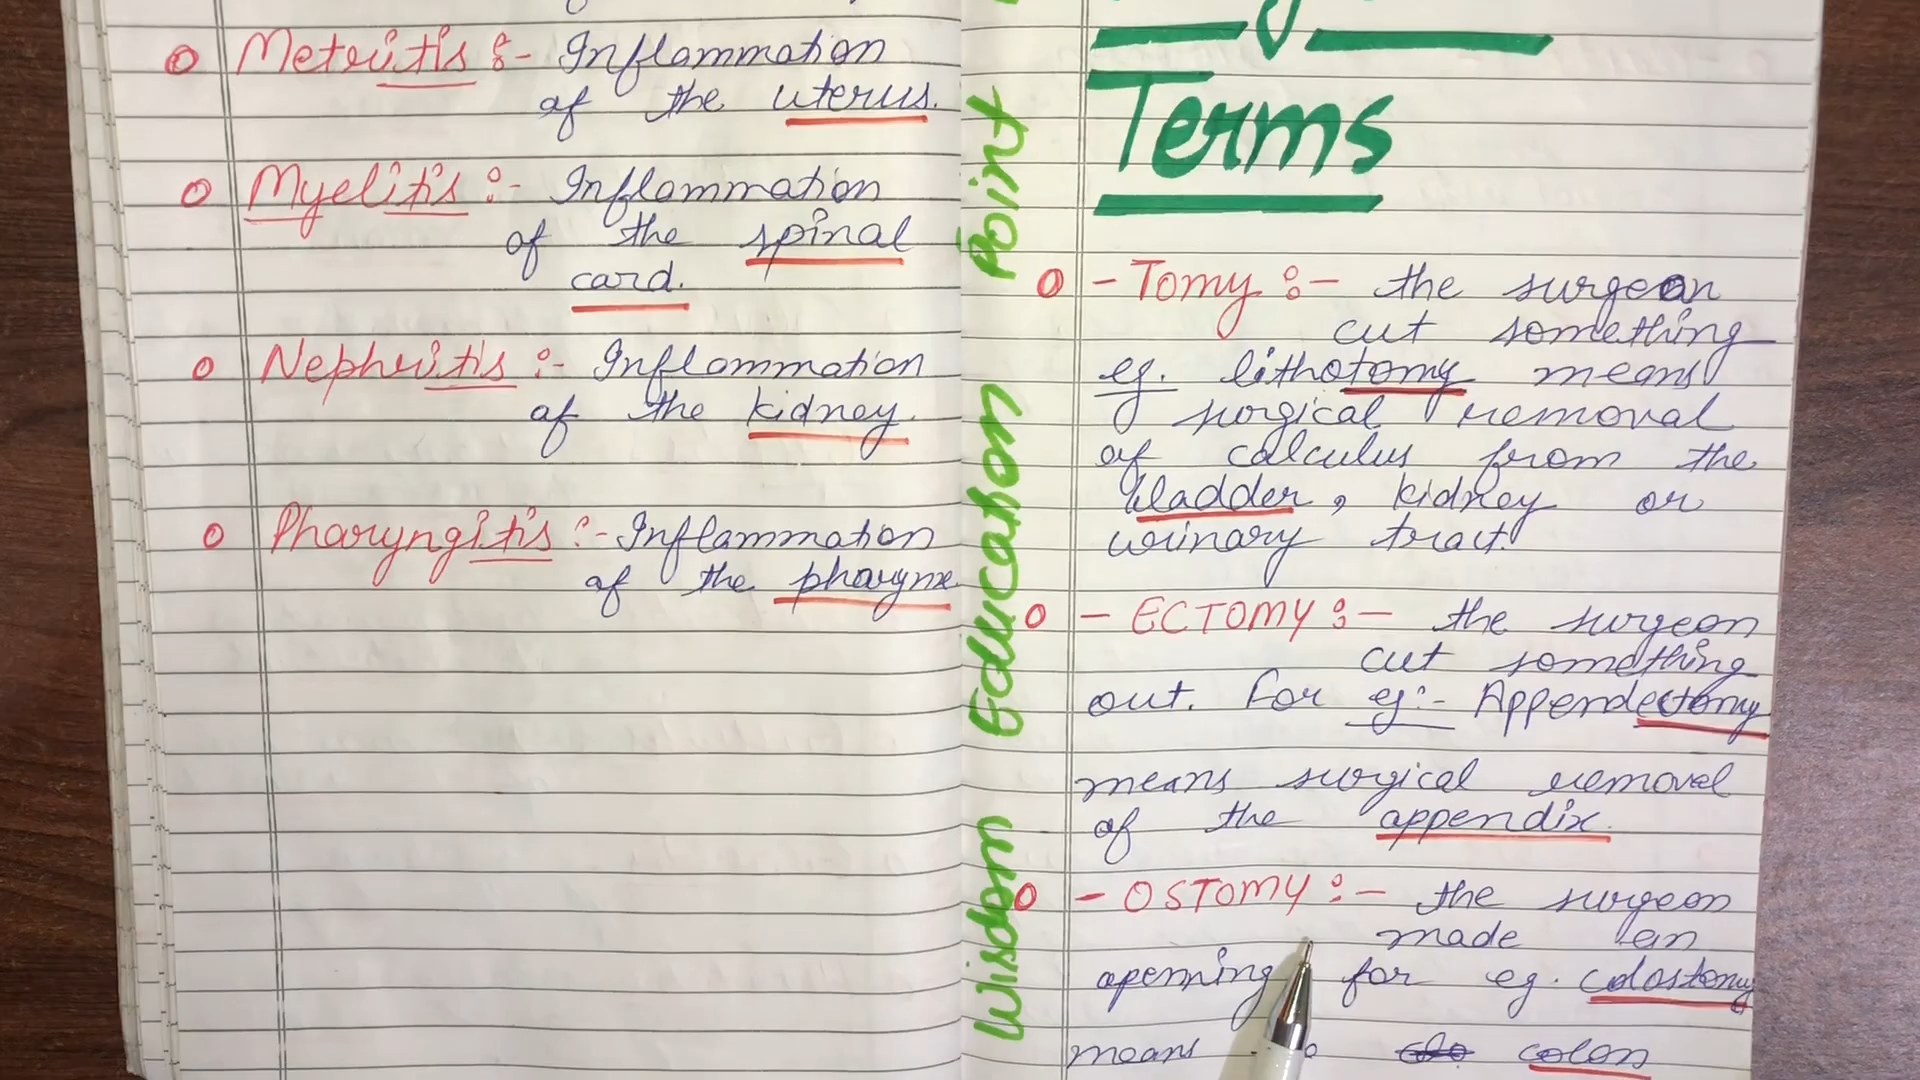 Metritis :- Inflammation
of the uterus.
Myelitis :- Inflammation
of the spinal
card.
Nephritis :- Inflammation
of the kidney.
Pharyngitis :- Inflammation
of the pharynx
Wisdom Education Point
Terms
- Tomy :- the surgeon
cut something
eg. lithotomy means
surgical removal
of calculus from the
bladder, kidney or
urinary tract.
- ECTOMY :- the surgeon
cut something
out. For eg:- Appendectomy
means surgical removal
of the appendix.
- OSTOMY :- the surgeon
made an
openning for eg. colostomy
means colon